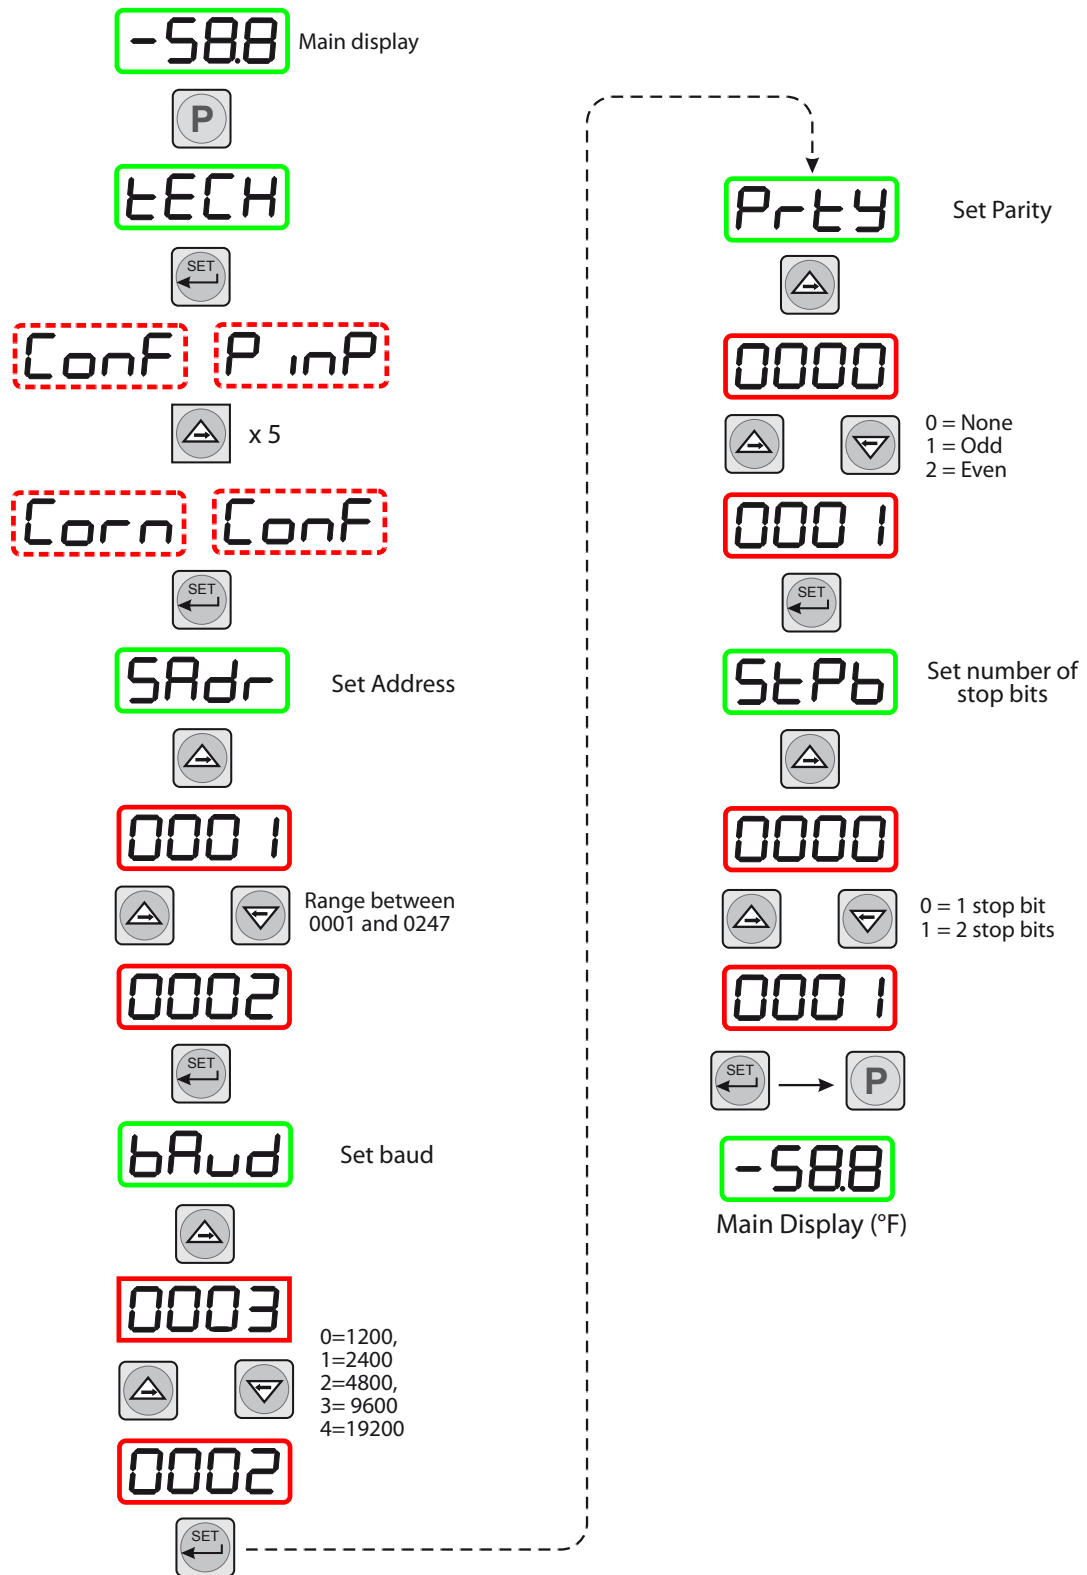 -58.8
Main display
P
tECH
SET
ConF PinP
x 5
Corn ConF
SET
SAdr
Set Address
0001
Range between
0001 and 0247
0002
SET
bAud
Set baud
0003
0=1200,
1=2400
2=4800,
3= 9600
4=19200
0002
SET
PrtY
Set Parity
0000
0 = None
1 = Odd
2 = Even
0001
SET
StPb
Set number of
stop bits
0000
0 = 1 stop bit
1 = 2 stop bits
0001
SET P
-58.8
Main Display (°F)